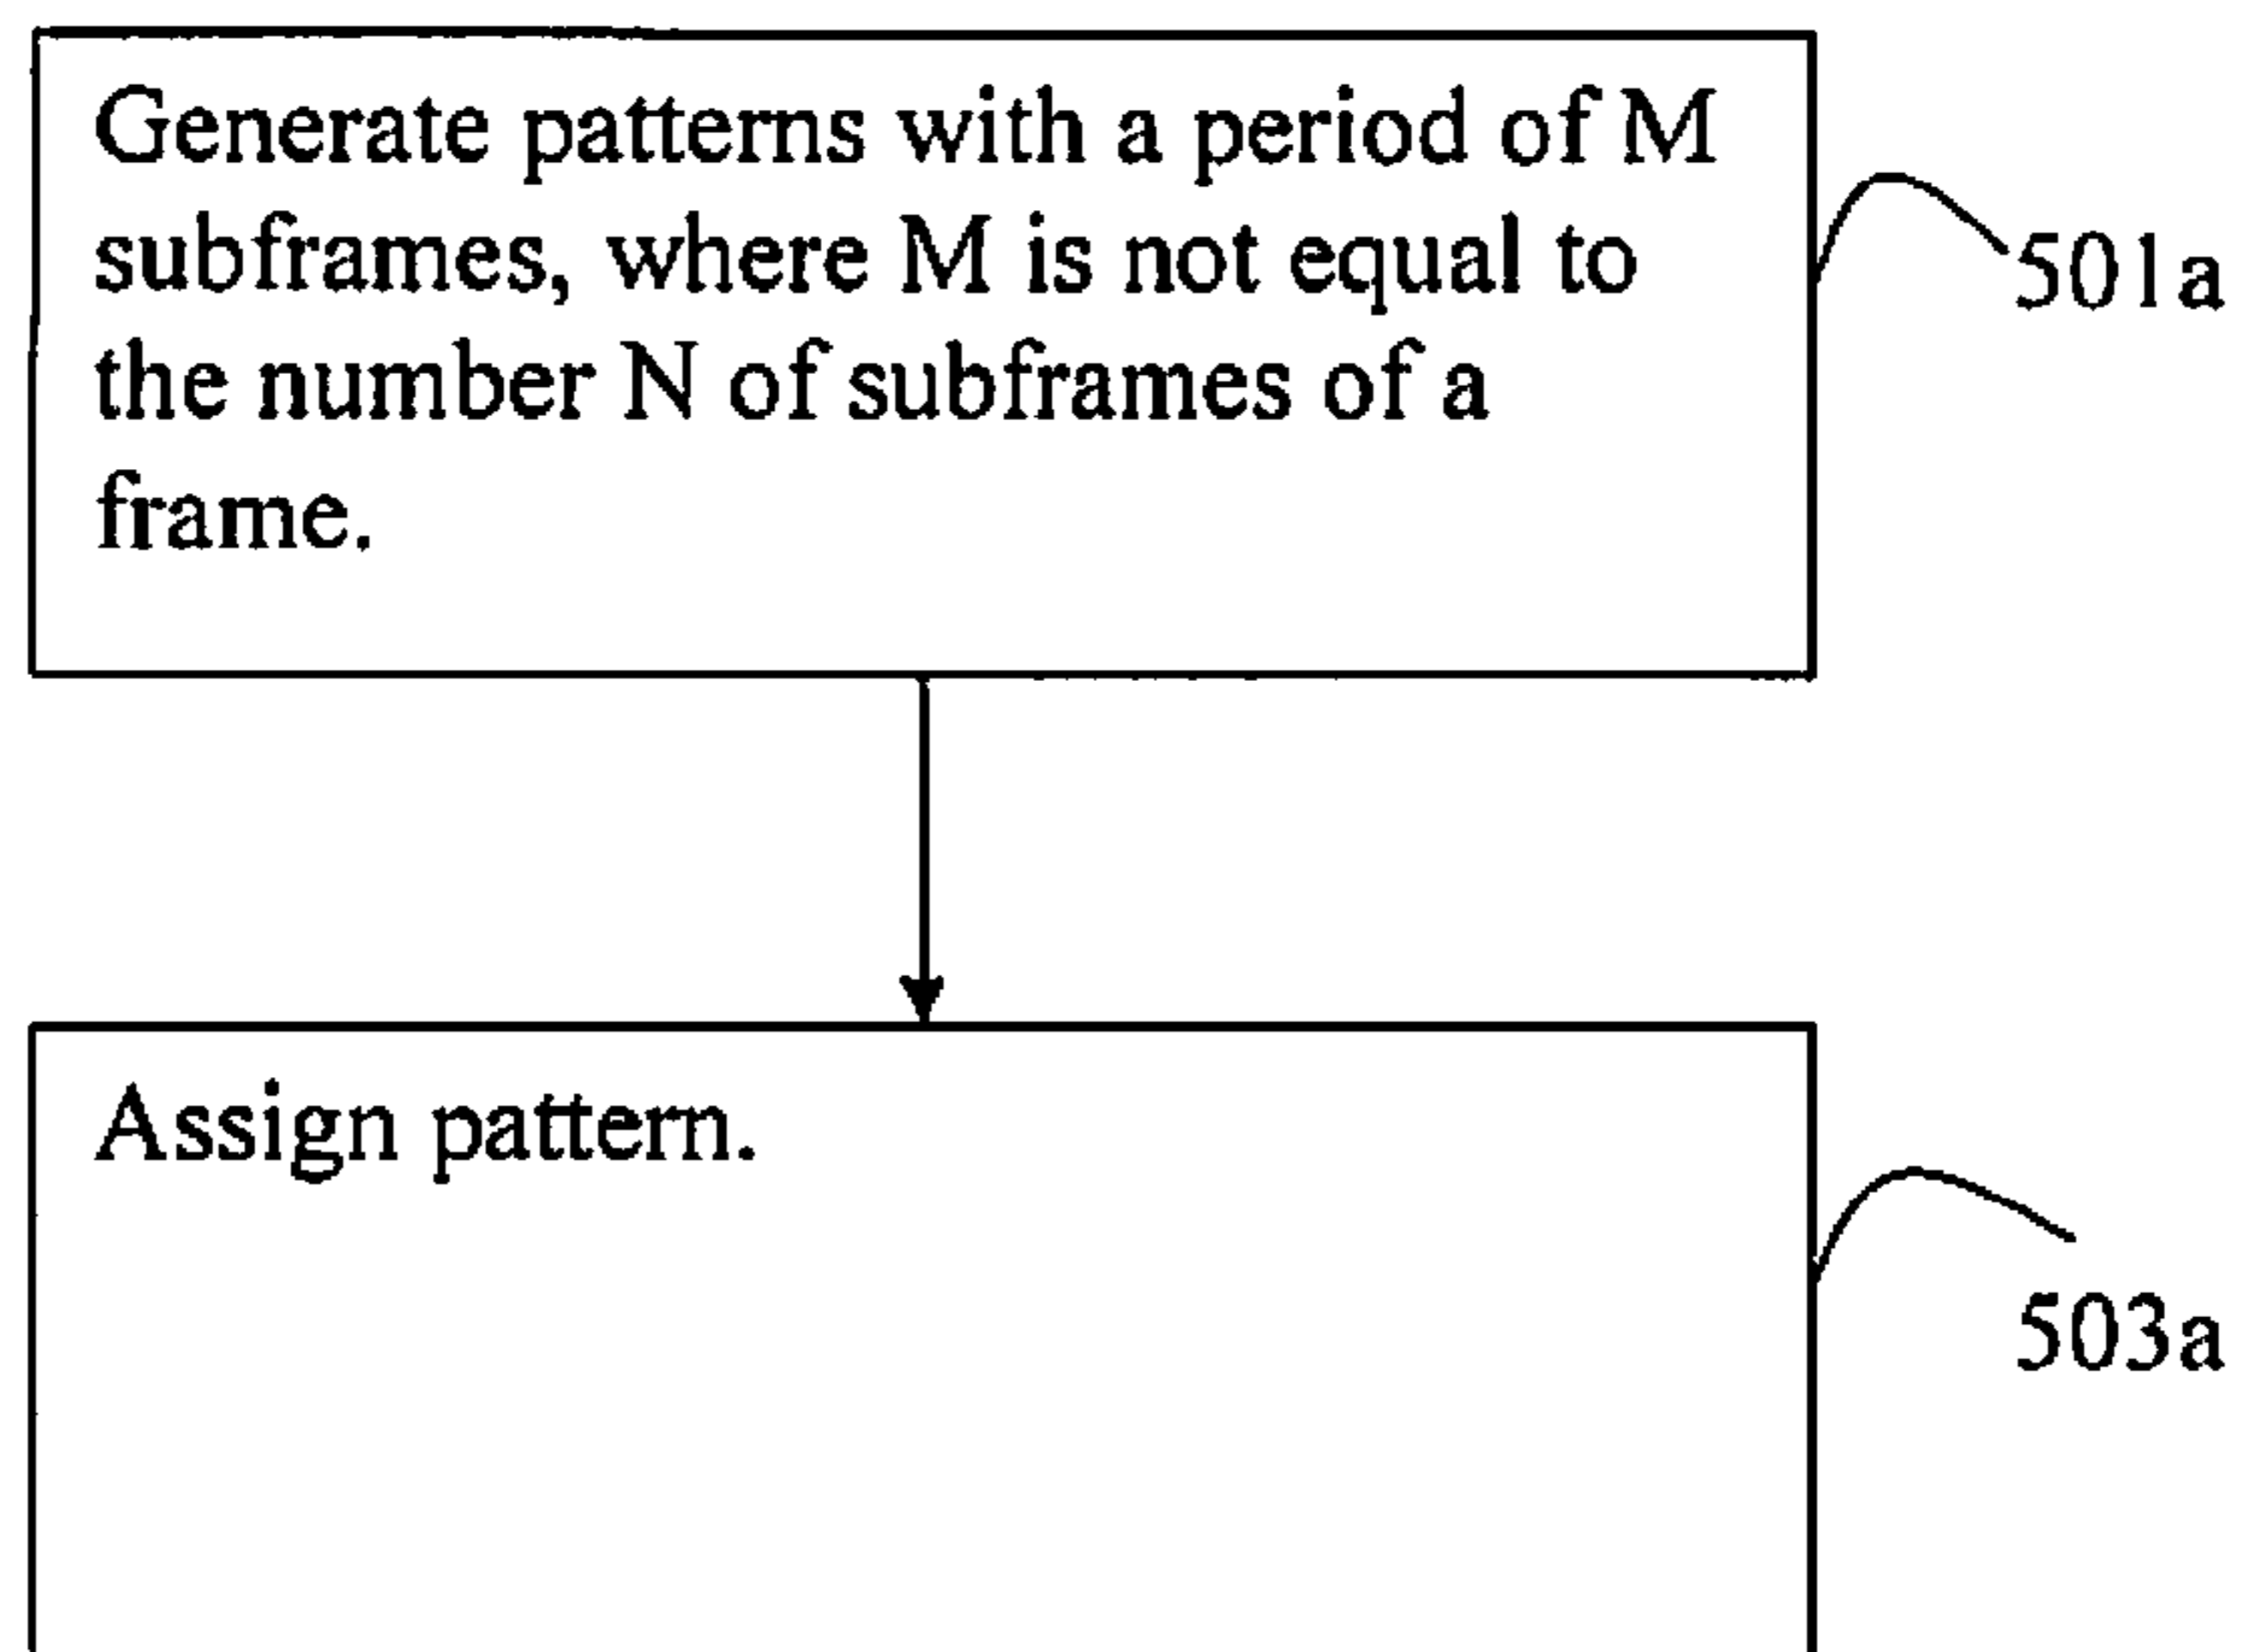 Generate patterns with a period of M
subframes, where M is not equal to
the number N of subframes of a
frame.
501a
Assign pattern.
503a